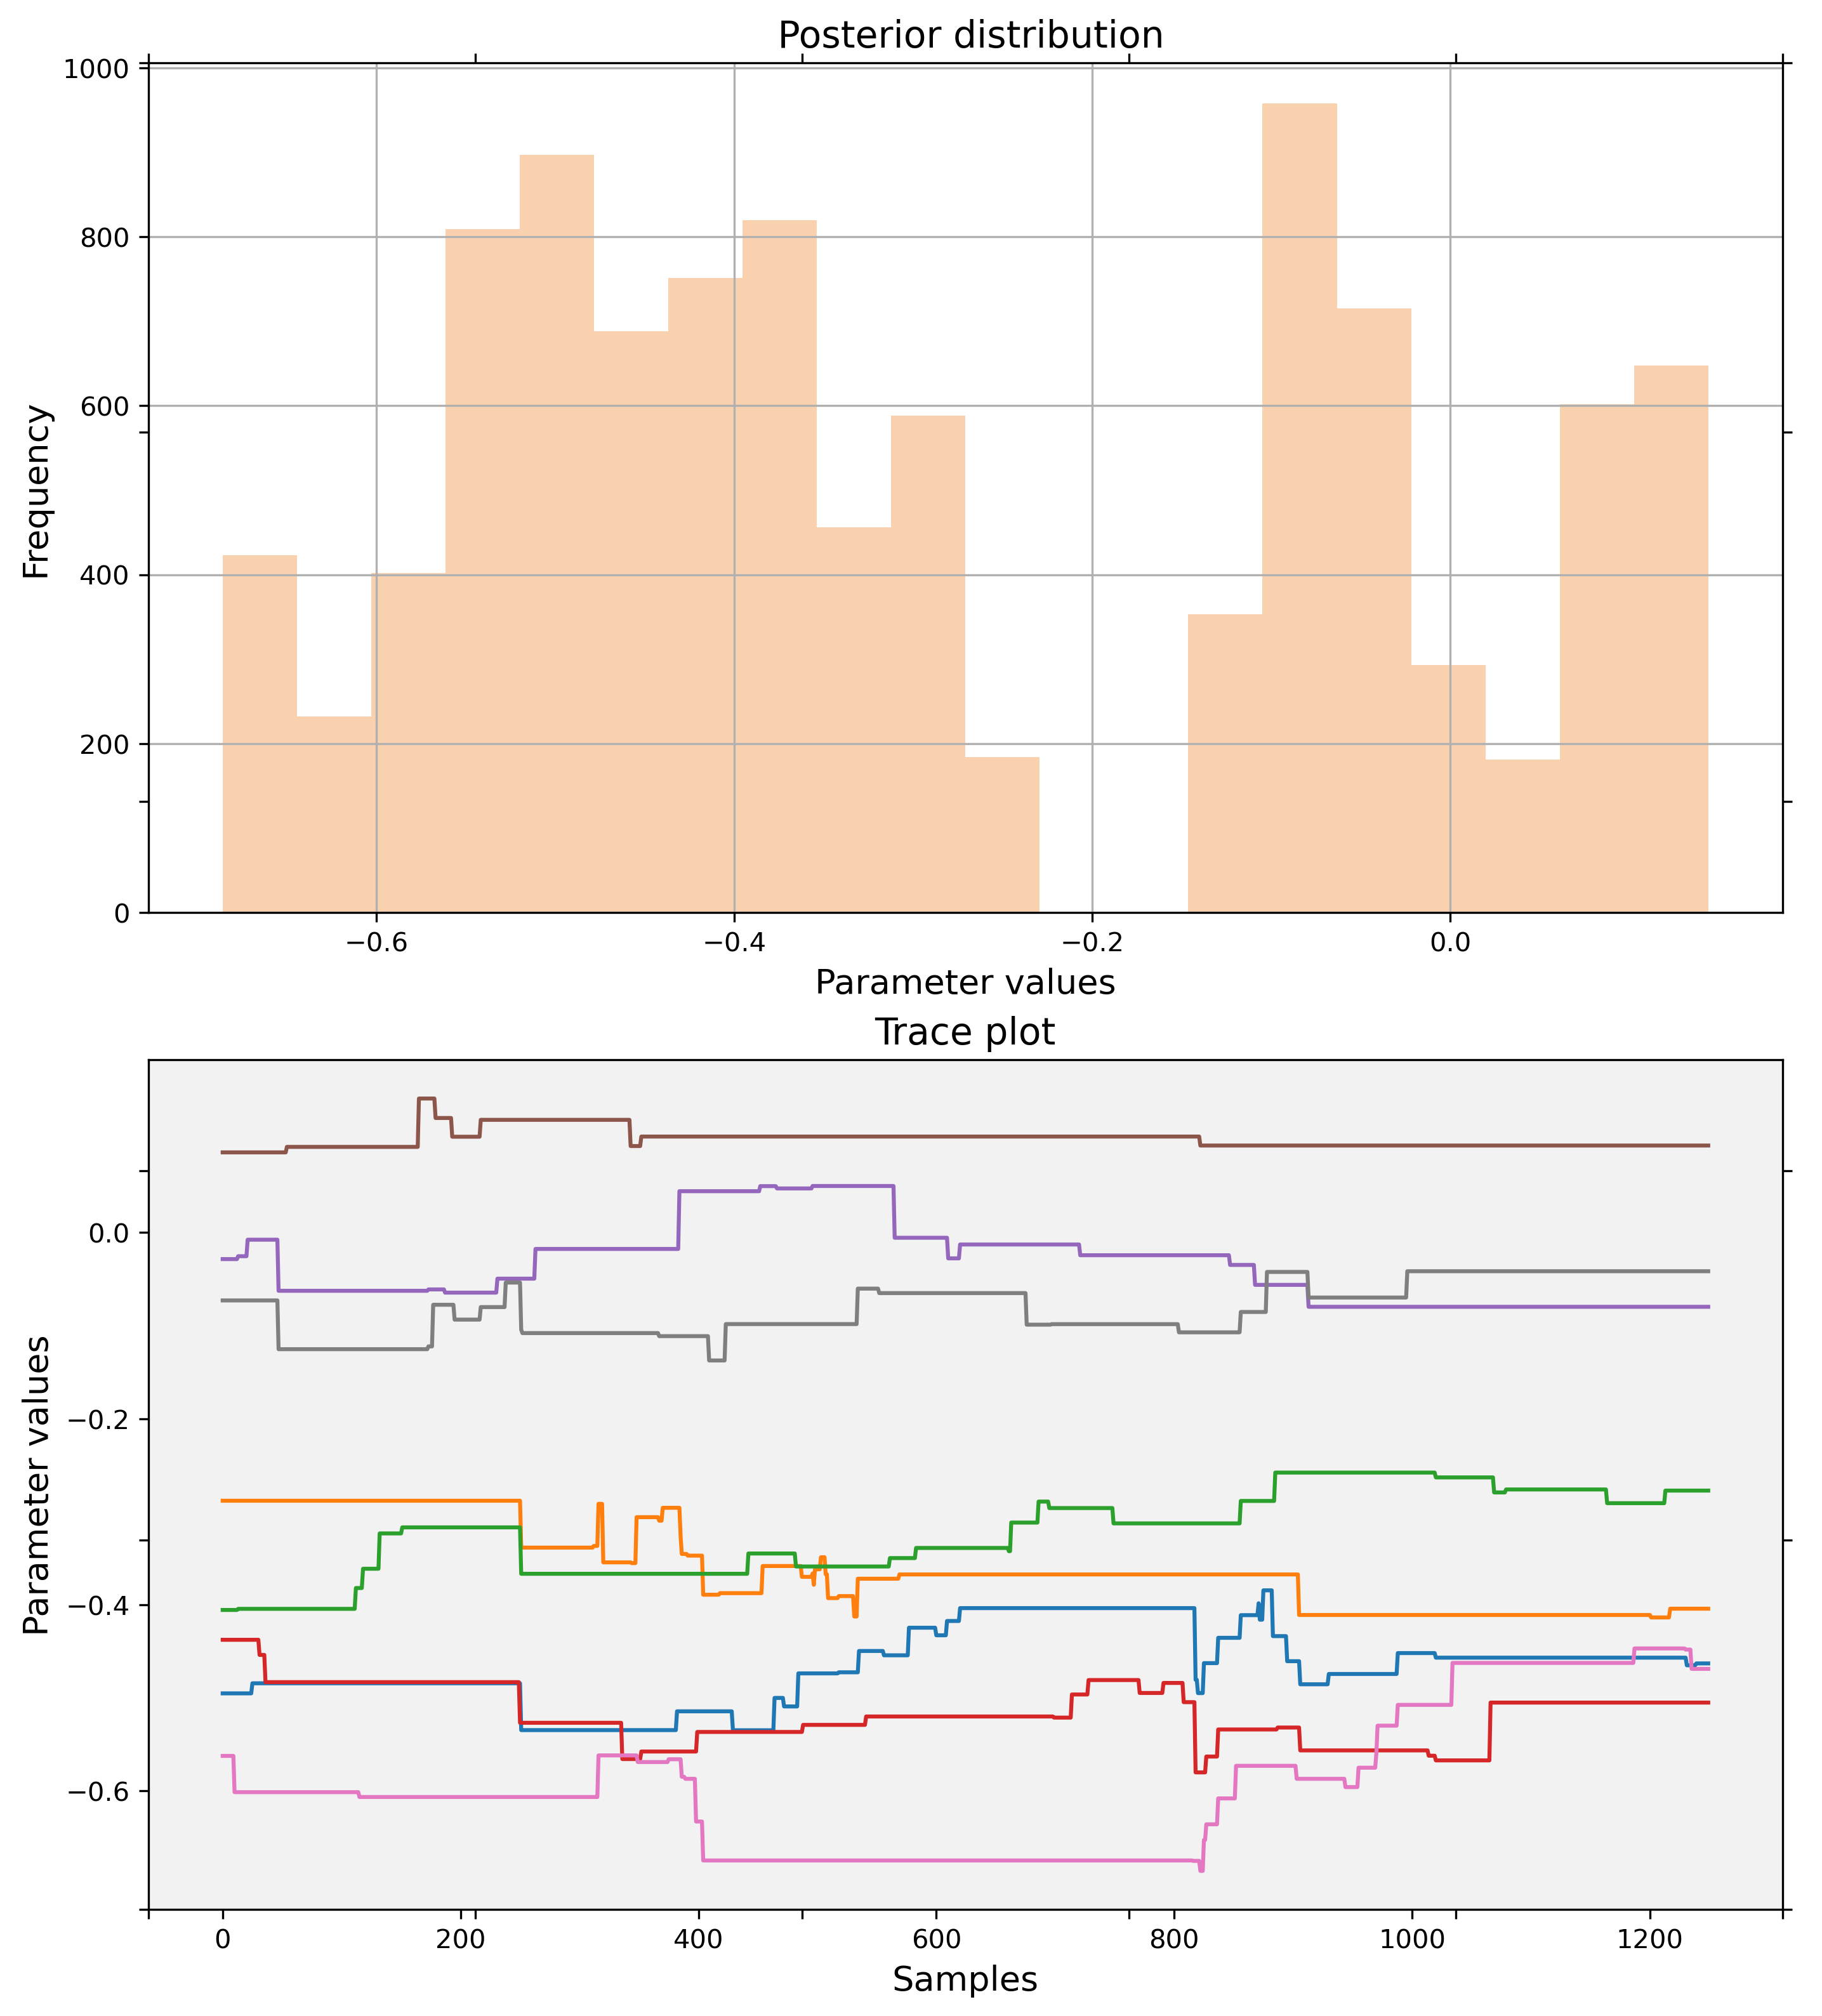 Posterior distribution
1000
800
600
400
200
0
Frequency
−0.6 −0.4 −0.2 0.0
Parameter values
Trace plot
0.0
−0.2
−0.4
−0.6
Parameter values
0 200 400 600 800 1000 1200
Samples